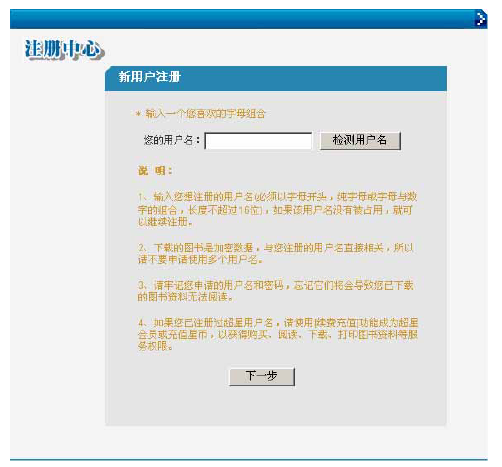 注册中心
新用户注册
* 输入一个您喜欢的字母组合
您的用户名：
检测用户名
说 明：
1、输入您想注册的用户名(必须以字母开头，纯字母或字母与数
字的组合，长度不超过16位)，如果该用户名没有被占用，就可
以继续注册。
2、下载的图书是加密数据，与您注册的用户名直接相关，所以
请不要申请使用多个用户名。
3、请牢记您申请的用户名和密码，忘记它们将会导致您已下载
的图书资料无法阅读。
4、如果您已注册过超星用户名，请使用[续费充值]功能成为超星
会员或充值星币，以获得购买、阅读、下载、打印图书资料等服
务权限。
下一步